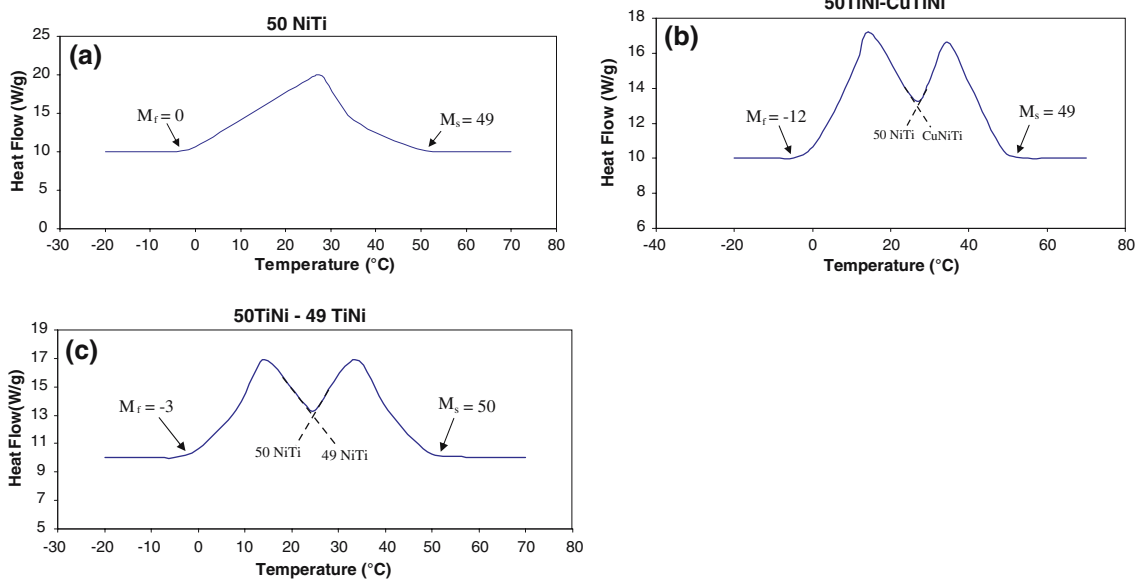 50 NiTi
(a)
Heat Flow (W/g)
25
20
15
10
5
0
M_f = 0
M_s = 49
-30 -20 -10 0 10 20 30 40 50 60 70 80
Temperature (°C)
50TiNi-CuTiNi
(b)
Heat Flow (W/g)
18
16
14
12
10
8
6
M_f = -12
M_s = 49
50 NiTi CuNiTi
-40 -20 0 20 40 60 80
Temperature (°C)
50TiNi - 49 TiNi
(c)
Heat Flow(W/g)
19
17
15
13
11
9
7
5
M_f = -3
M_s = 50
50 NiTi 49 NiTi
-30 -20 -10 0 10 20 30 40 50 60 70 80
Temperature (°C)